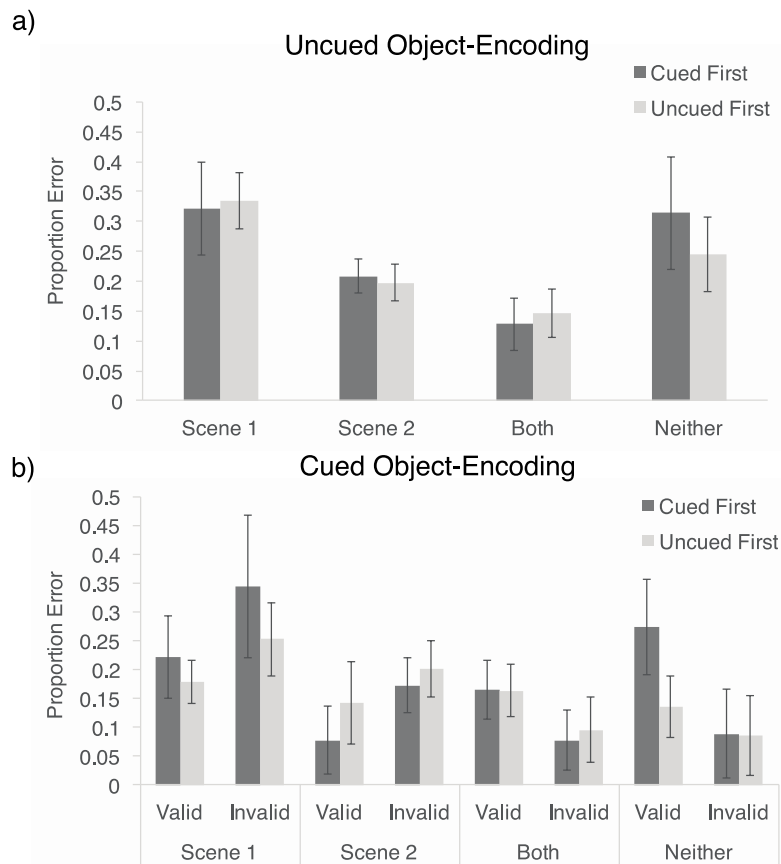 a)
Uncued Object-Encoding
Cued First
Uncued First
Proportion Error
0.5
0.45
0.4
0.35
0.3
0.25
0.2
0.15
0.1
0.05
0
Scene 1 Scene 2 Both Neither
b)
Cued Object-Encoding
Cued First
Uncued First
Proportion Error
0.5
0.45
0.4
0.35
0.3
0.25
0.2
0.15
0.1
0.05
0
Valid Invalid Valid Invalid Valid Invalid Valid Invalid
Scene 1 Scene 2 Both Neither